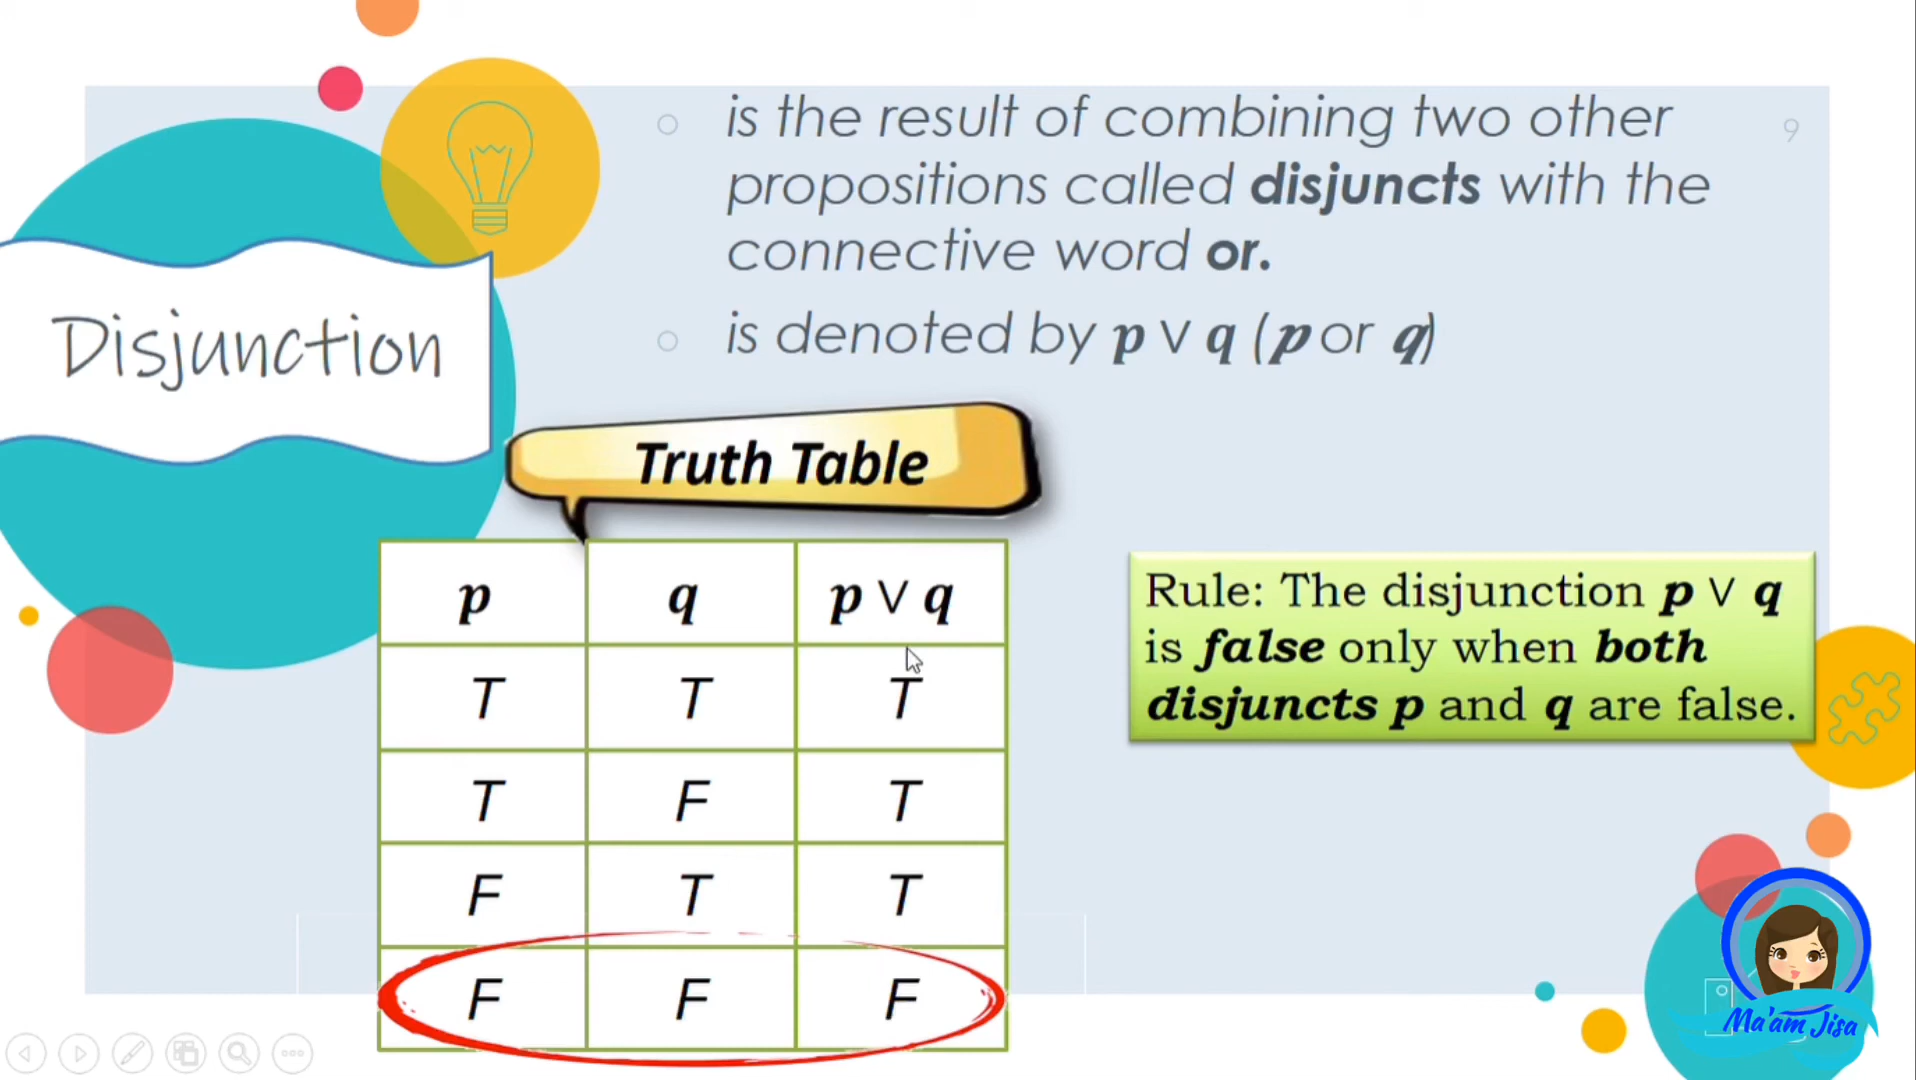 is the result of combining two other
propositions called disjuncts with the
connective word or.
is denoted by p ∨ q (p or q)
9
Disjunction
Truth Table
p q p ∨ q
T T T
T F T
F T T
F F F
Rule: The disjunction p ∨ q
is false only when both
disjuncts p and q are false.
Ma'am Jisa